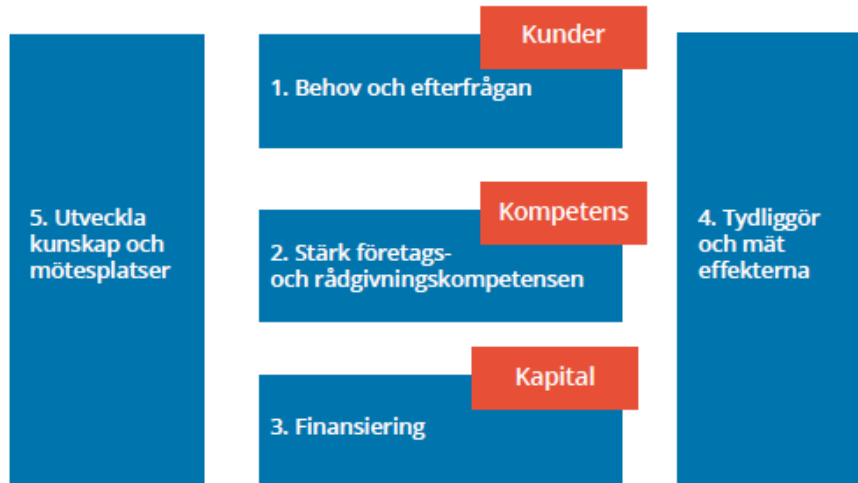 Kunder
1. Behov och efterfrågan
Kompetens
2. Stärk företags-
och rådgivningskompetensen
Kapital
3. Finansiering
4. Tydliggör
och mät
effekterna
5. Utveckla
kunskap och
mötesplatser